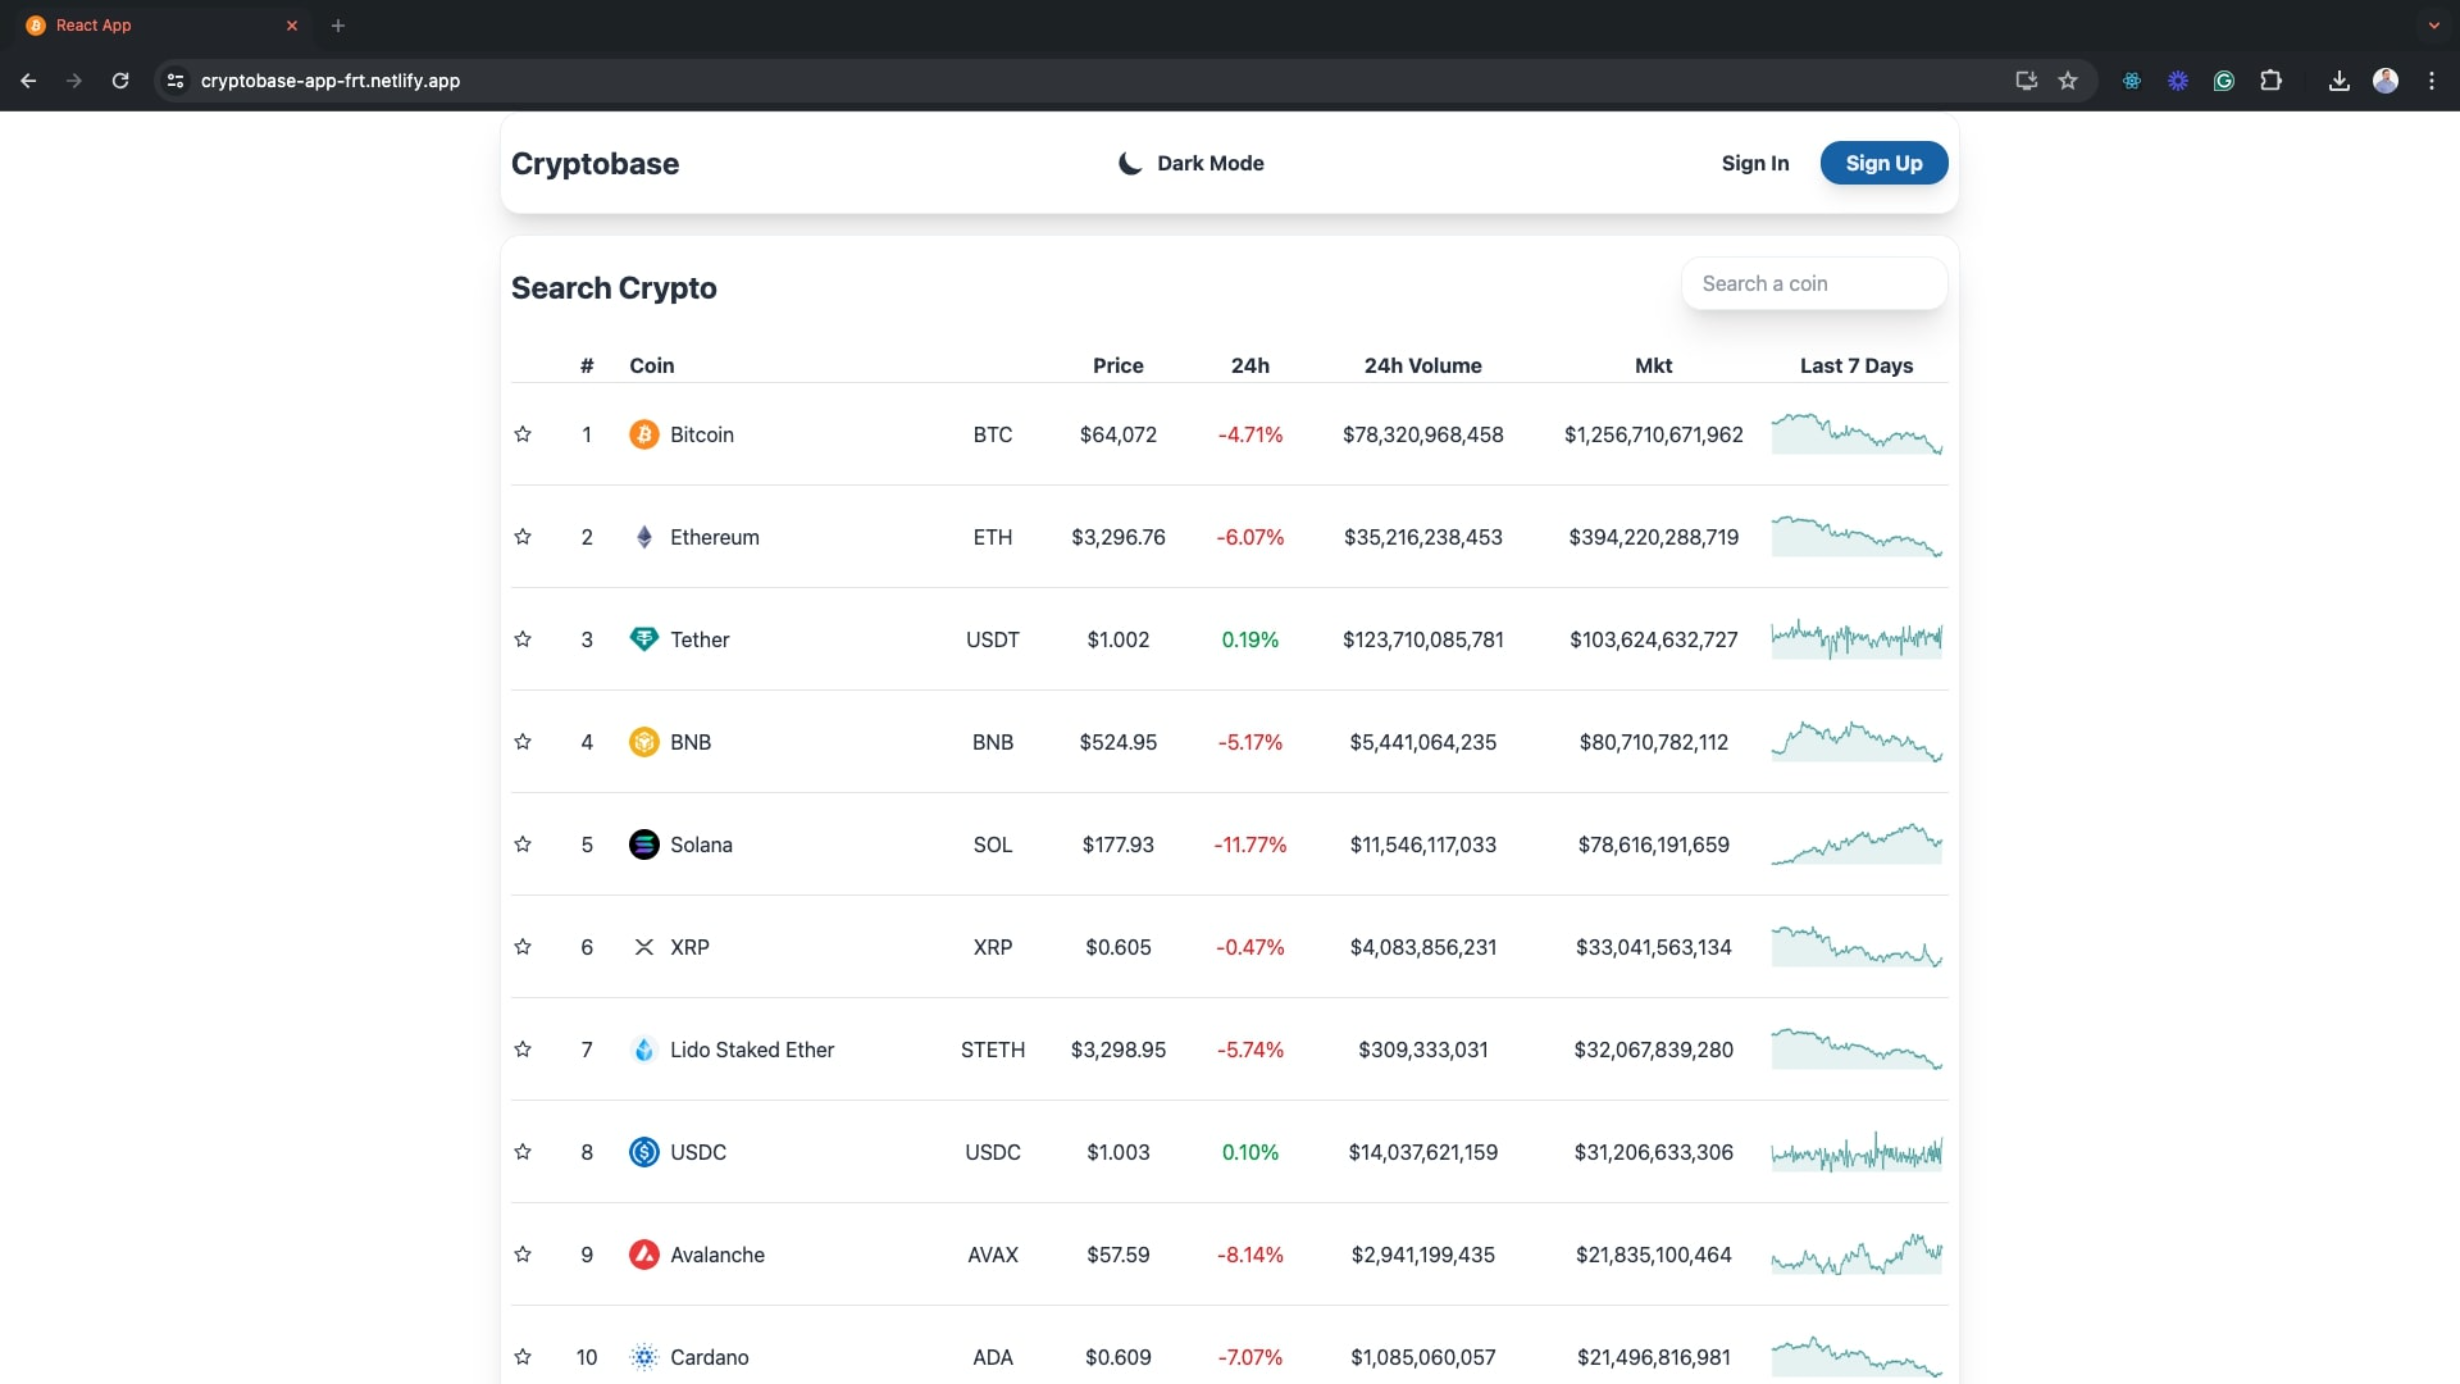 React App
cryptobase-app-frt.netlify.app
Cryptobase Dark Mode Sign In Sign Up
Search Crypto Search a coin
# Coin Price 24h 24h Volume Mkt Last 7 Days
1 Bitcoin BTC $64,072 -4.71% $78,320,968,458 $1,256,710,671,962
2 Ethereum ETH $3,296.76 -6.07% $35,216,238,453 $394,220,288,719
3 Tether USDT $1.002 0.19% $123,710,085,781 $103,624,632,727
4 BNB BNB $524.95 -5.17% $5,441,064,235 $80,710,782,112
5 Solana SOL $177.93 -11.77% $11,546,117,033 $78,616,191,659
6 XRP XRP $0.605 -0.47% $4,083,856,231 $33,041,563,134
7 Lido Staked Ether STETH $3,298.95 -5.74% $309,333,031 $32,067,839,280
8 USDC USDC $1.003 0.10% $14,037,621,159 $31,206,633,306
9 Avalanche AVAX $57.59 -8.14% $2,941,199,435 $21,835,100,464
10 Cardano ADA $0.609 -7.07% $1,085,060,057 $21,496,816,981